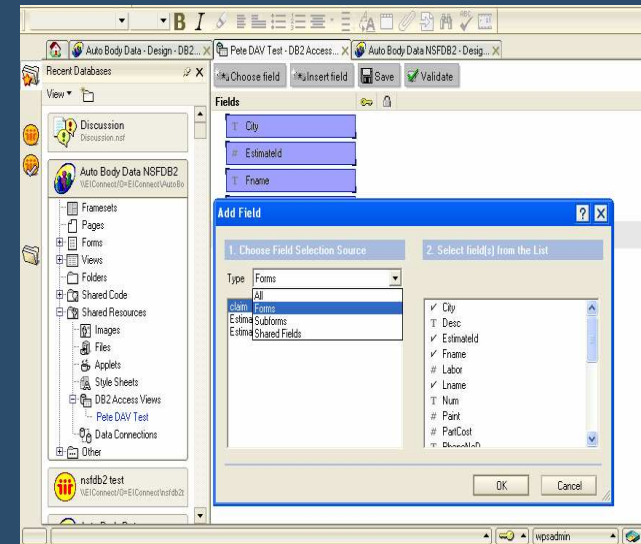 B I
Auto Body Data - Design - DB2...
Pete DAV Test - DB2 Access...
Auto Body Data NSFDB2 - Desig...
Recent Databases
Choose field
Insert field
Save
Validate
View
Fields
Discussion
Discussion.nsf
T City
# EstimateId
T Fname
Auto Body Data NSFDB2
Framesets
Pages
Forms
Views
Folders
Shared Code
Shared Resources
Images
Files
Applets
Style Sheets
DB2 Access Views
Pete DAV Test
Data Connections
Other
nsfdb2 test
Add Field
1. Choose Field Selection Source
2. Select field(s) from the List
Type Forms
All
claim Forms
Estima Subforms
Estima Shared Fields
City
T Desc
EstimateId
Fname
# Labor
Lname
T Num
# Paint
# PartCost
OK
Cancel
wpsadmin